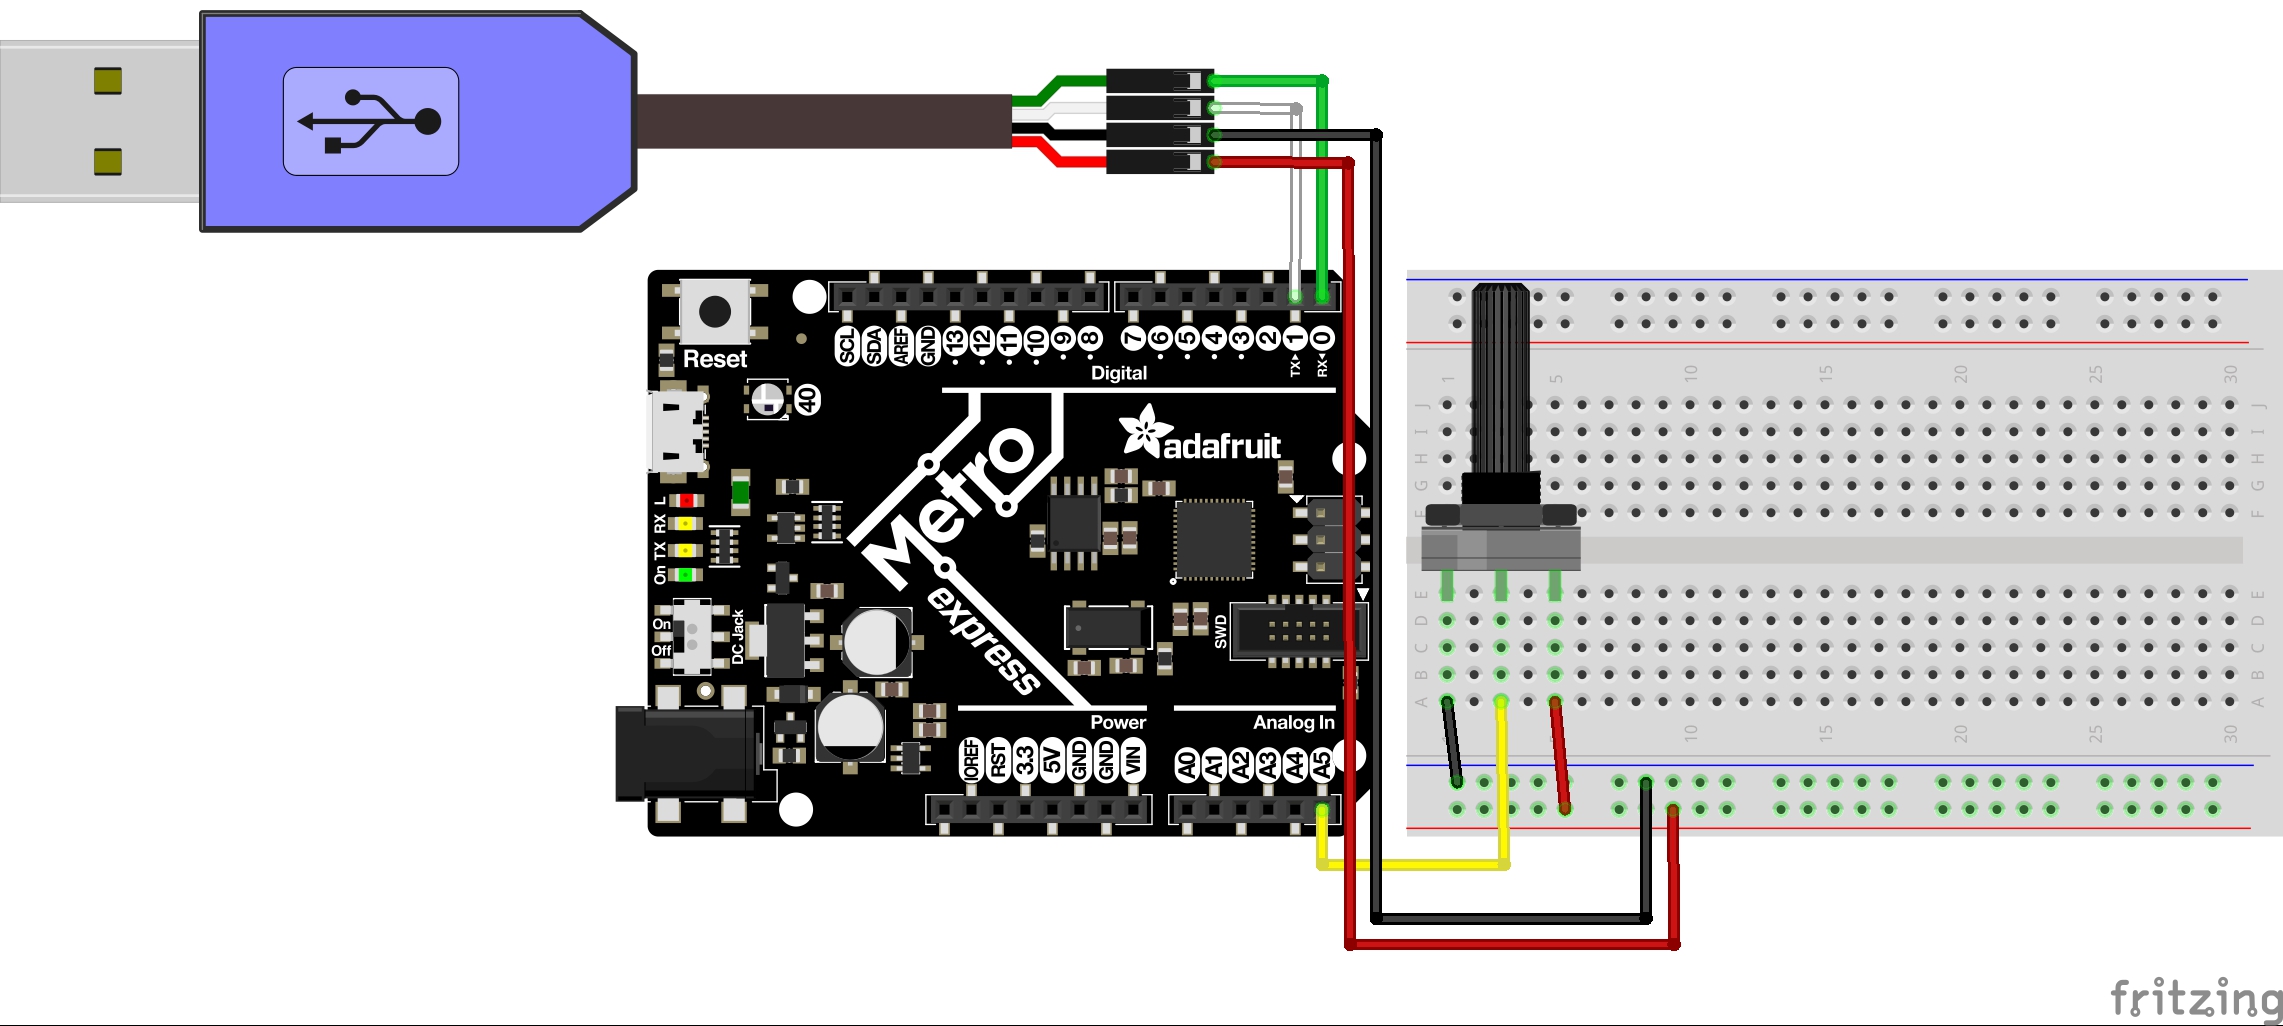 Reset
SCL SDA AREF GND 13 12 11 10 9 8 7 6 5 4 3 2 1 0
TX RX
Digital
40
adafruit
Metro
express
L
RX
TX
On
On
Off
DC Jack
SWD
Power
Analog In
IOREF RST 3.3 5V GND GND VIN A0 A1 A2 A3 A4 A5
1 5 10 15 20 25 30
J J
I I
H H
G G
F F
E E
D D
C C
B B
A A
5 10 15 20 25 30
fritzing